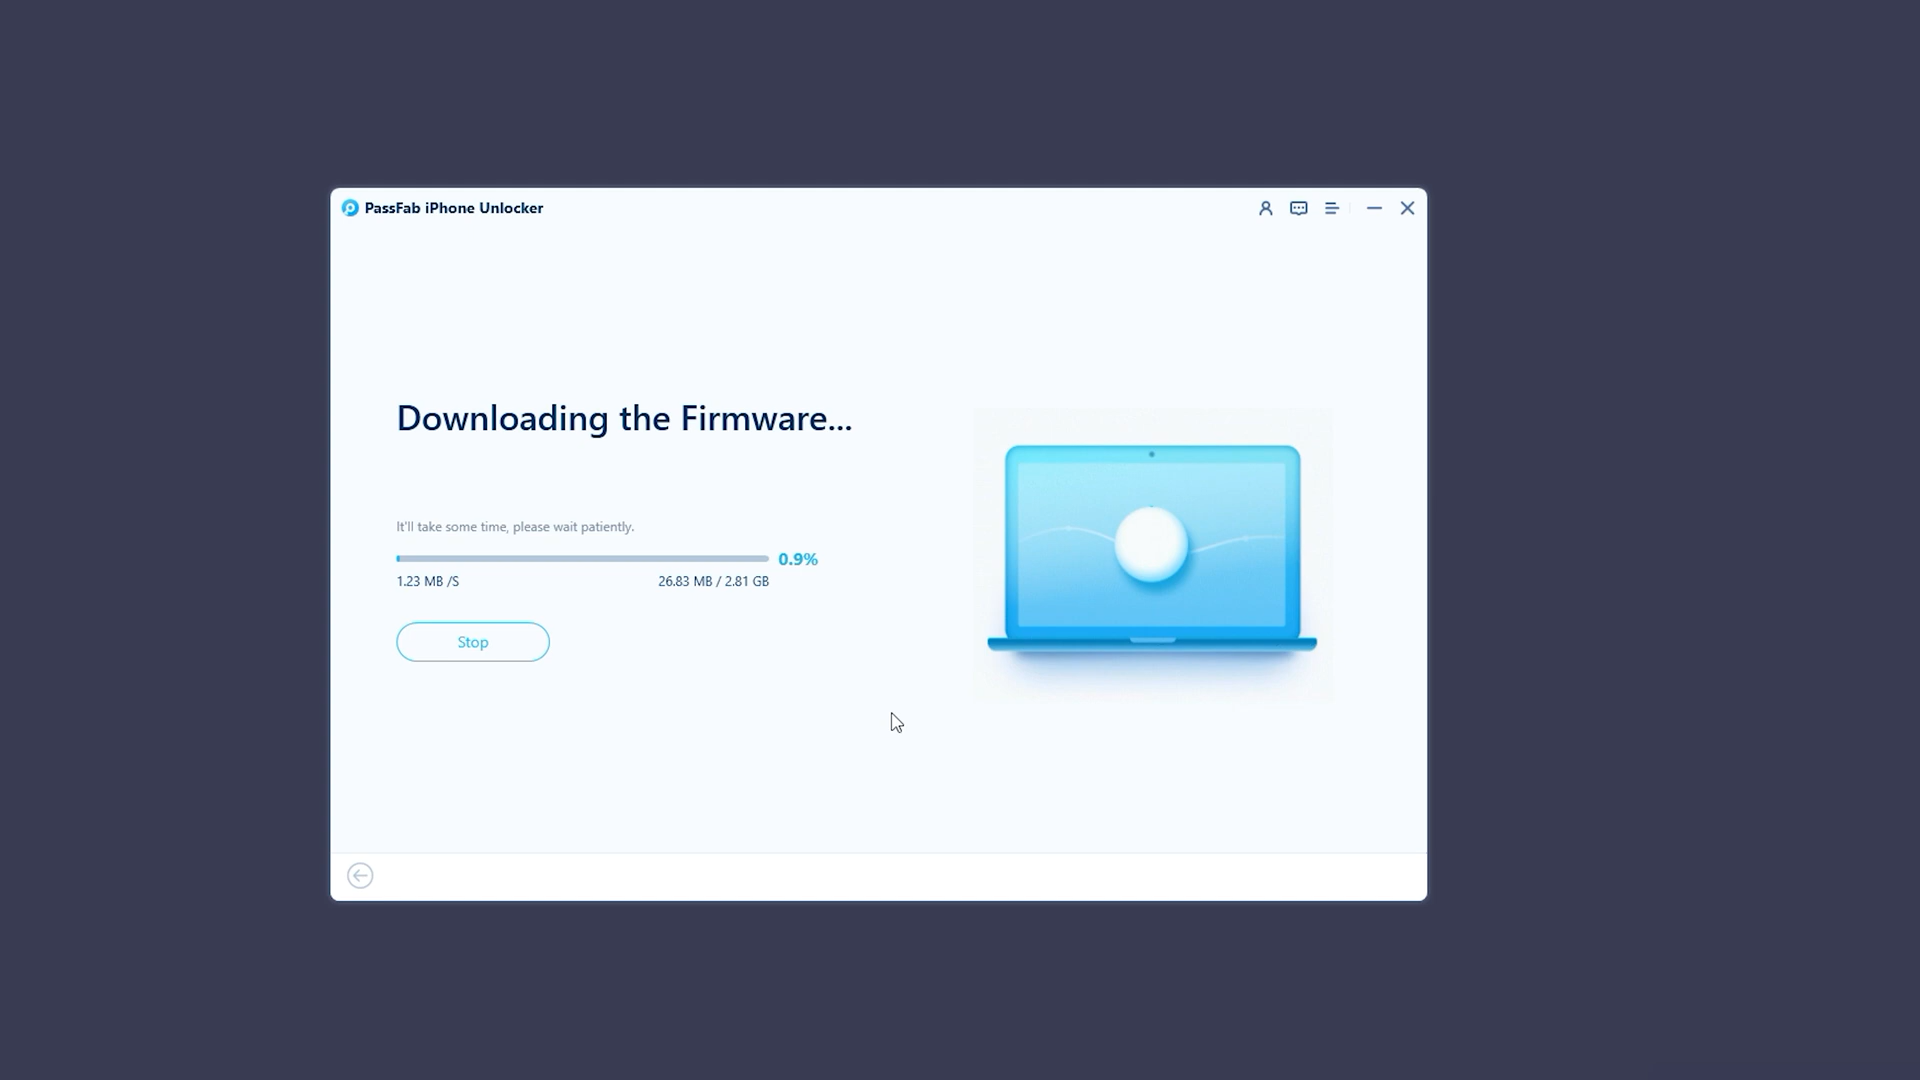 PassFab iPhone Unlocker
Downloading the Firmware...
It'll take some time, please wait patiently.
0.9%
1.23 MB /S 26.83 MB / 2.81 GB
Stop